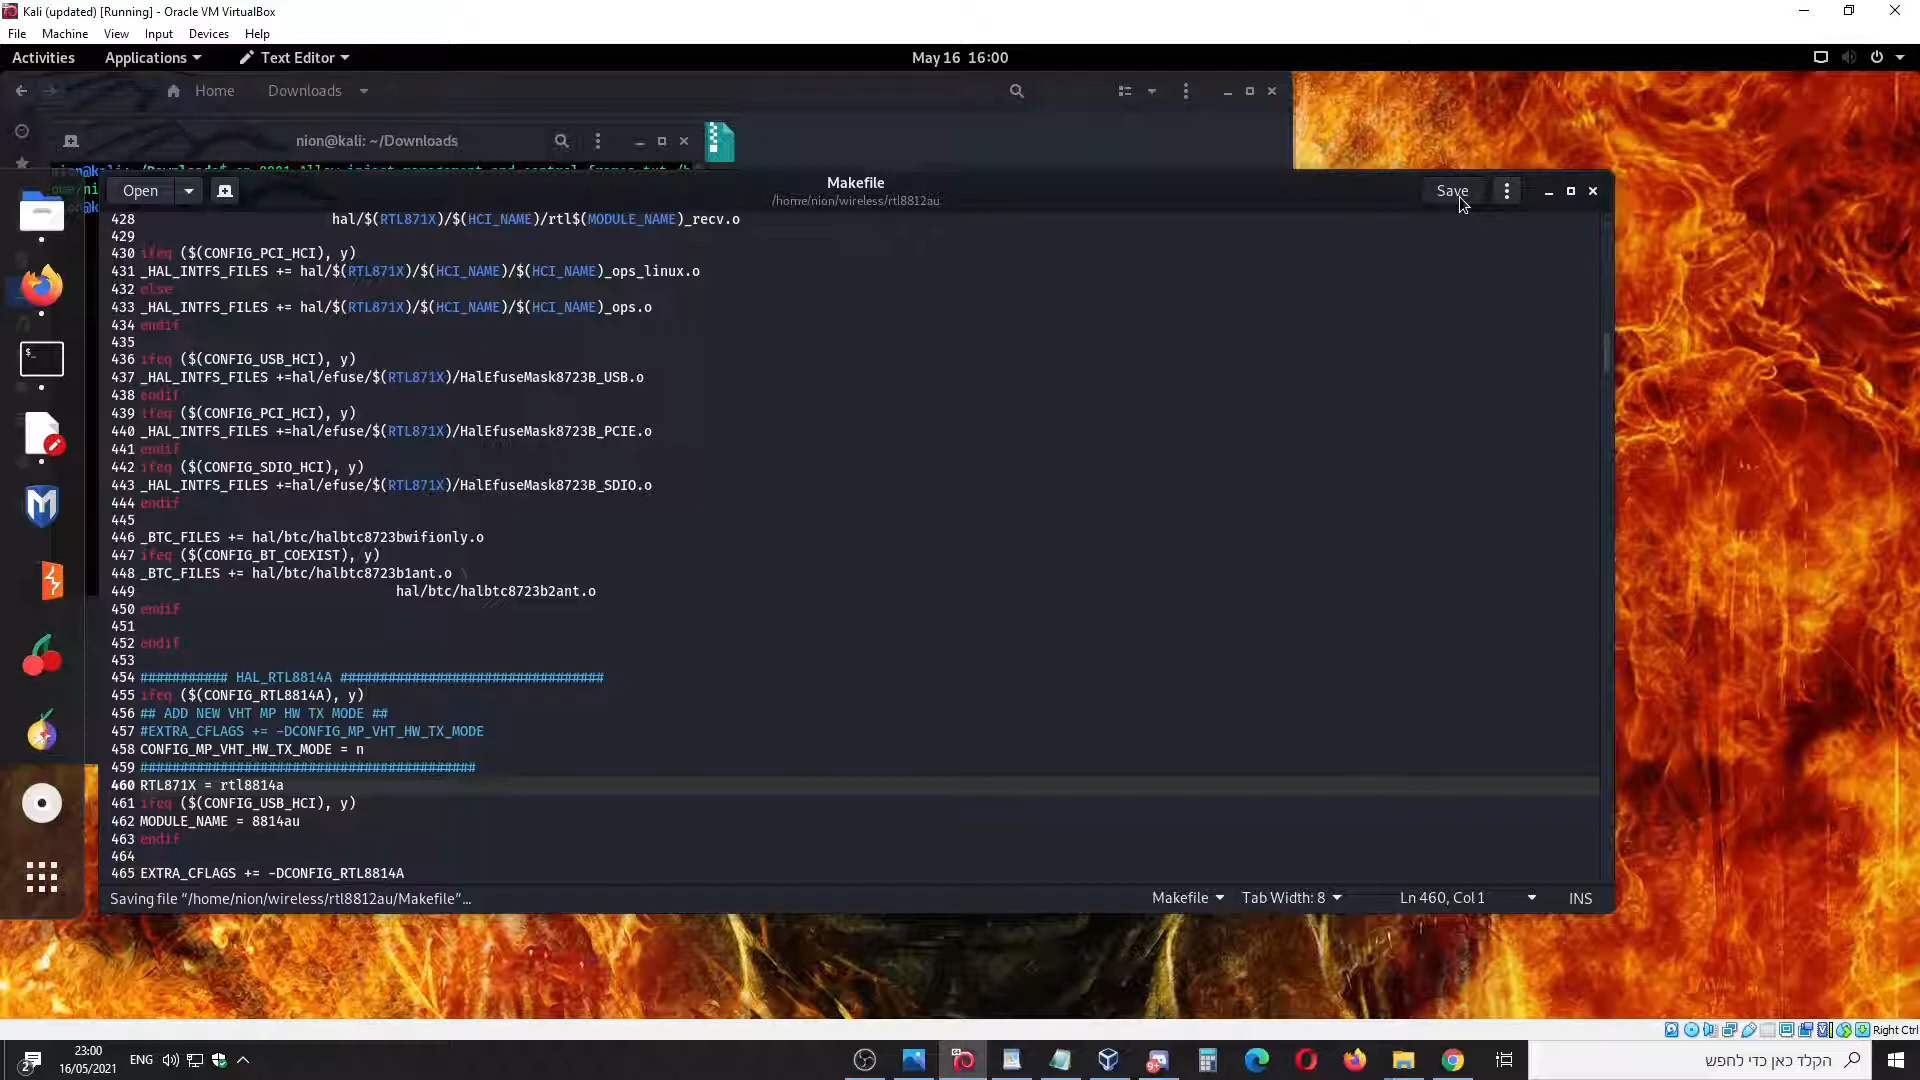 Kali (updated) [Running] - Oracle VM VirtualBox
File Machine View Input Devices Help
Activities Applications Text Editor May 16 16:00
Home Downloads
nion@kali: ~/Downloads
Open Makefile Save
/home/nion/wireless/rtl8812au
428 hal/$(RTL871X)/$(HCI_NAME)/rtl$(MODULE_NAME)_recv.o
429
430 ifeq ($(CONFIG_PCI_HCI), y)
431 _HAL_INTFS_FILES += hal/$(RTL871X)/$(HCI_NAME)/$(HCI_NAME)_ops_linux.o
432 else
433 _HAL_INTFS_FILES += hal/$(RTL871X)/$(HCI_NAME)/$(HCI_NAME)_ops.o
434 endif
435
436 ifeq ($(CONFIG_USB_HCI), y)
437 _HAL_INTFS_FILES +=hal/efuse/$(RTL871X)/HalEfuseMask8723B_USB.o
438 endif
439 ifeq ($(CONFIG_PCI_HCI), y)
440 _HAL_INTFS_FILES +=hal/efuse/$(RTL871X)/HalEfuseMask8723B_PCIE.o
441 endif
442 ifeq ($(CONFIG_SDIO_HCI), y)
443 _HAL_INTFS_FILES +=hal/efuse/$(RTL871X)/HalEfuseMask8723B_SDIO.o
444 endif
445
446 _BTC_FILES += hal/btc/halbtc8723bwifionly.o
447 ifeq ($(CONFIG_BT_COEXIST), y)
448 _BTC_FILES += hal/btc/halbtc8723b1ant.o \
449 hal/btc/halbtc8723b2ant.o
450 endif
451
452 endif
453
454 ########### HAL_RTL8814A #################################
455 ifeq ($(CONFIG_RTL8814A), y)
456 ## ADD NEW VHT MP HW TX MODE ##
457 #EXTRA_CFLAGS += -DCONFIG_MP_VHT_HW_TX_MODE
458 CONFIG_MP_VHT_HW_TX_MODE = n
459 ##########################################
460 RTL871X = rtl8814a
461 ifeq ($(CONFIG_USB_HCI), y)
462 MODULE_NAME = 8814au
463 endif
464
465 EXTRA_CFLAGS += -DCONFIG_RTL8814A
Saving file “/home/nion/wireless/rtl8812au/Makefile”... Makefile Tab Width: 8 Ln 460, Col 1 INS
Right Ctrl
23:00
16/05/2021
ENG
הקלד כאן כדי לחפש